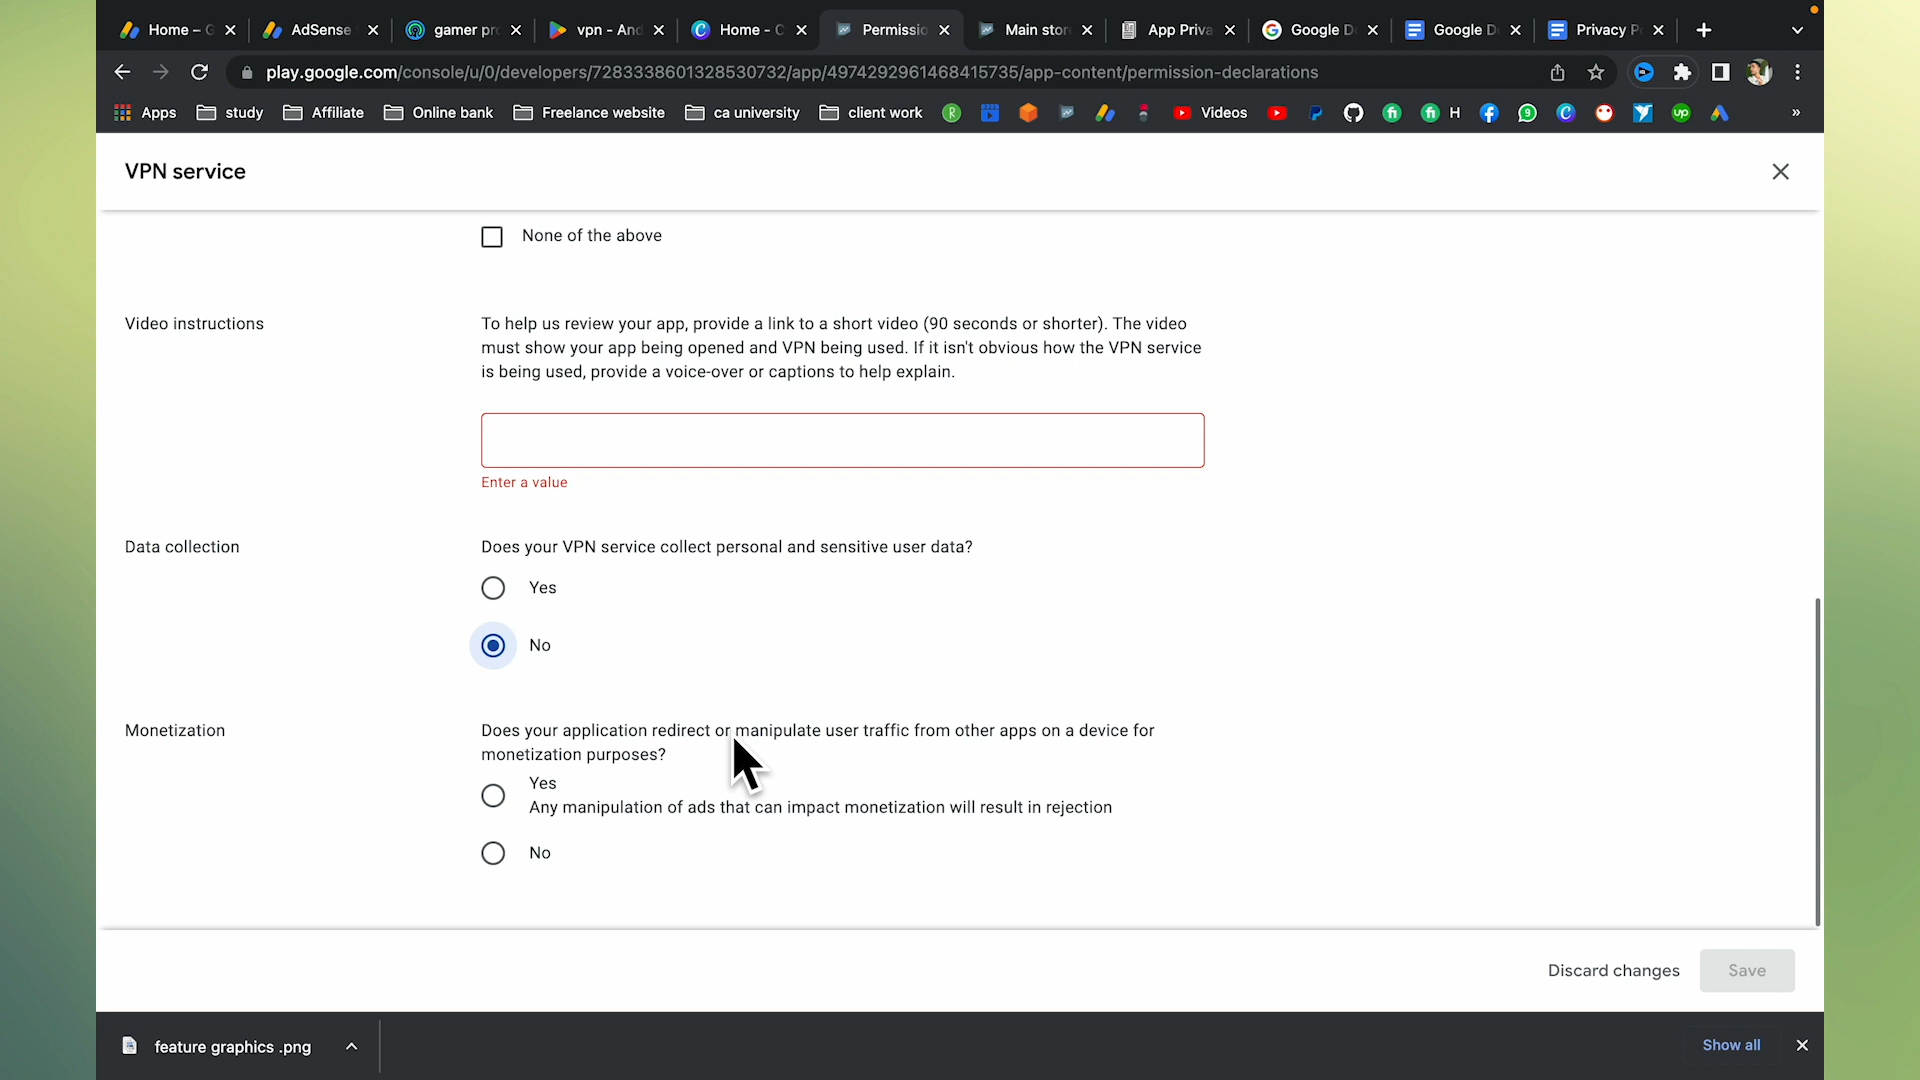 Home – G
AdSense
gamer pr
vpn - And
Home - C
Permissio
Main stor
App Priva
Google D
Google D
Privacy P
play.google.com/console/u/0/developers/7283338601328530732/app/4974292961468415735/app-content/permission-declarations
Apps
study
Affiliate
Online bank
Freelance website
ca university
client work
R
Videos
H
9
up
»
VPN service
None of the above
Video instructions
To help us review your app, provide a link to a short video (90 seconds or shorter). The video
must show your app being opened and VPN being used. If it isn't obvious how the VPN service
is being used, provide a voice-over or captions to help explain.
Enter a value
Data collection
Does your VPN service collect personal and sensitive user data?
Yes
No
Monetization
Does your application redirect or manipulate user traffic from other apps on a device for
monetization purposes?
Yes
Any manipulation of ads that can impact monetization will result in rejection
No
Discard changes
Save
feature graphics .png
Show all